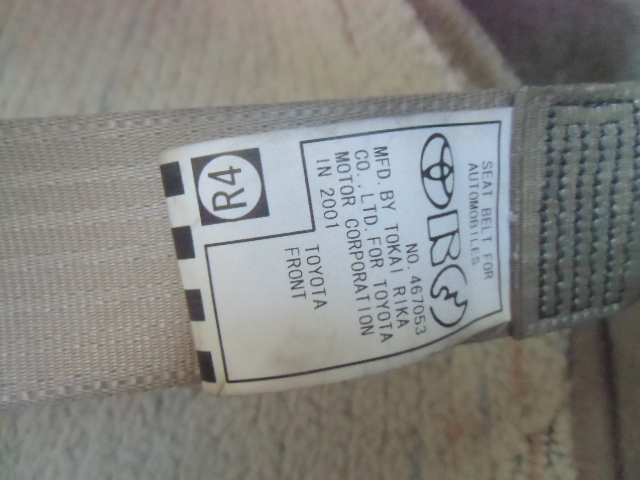 SEAT BELT FOR
AUTOMOBILES
NO. 467053
MFD. BY TOKAI RIKA
CO., LTD. FOR TOYOTA
MOTOR CORPORATION
IN 2001
TOYOTA
FRONT
R4